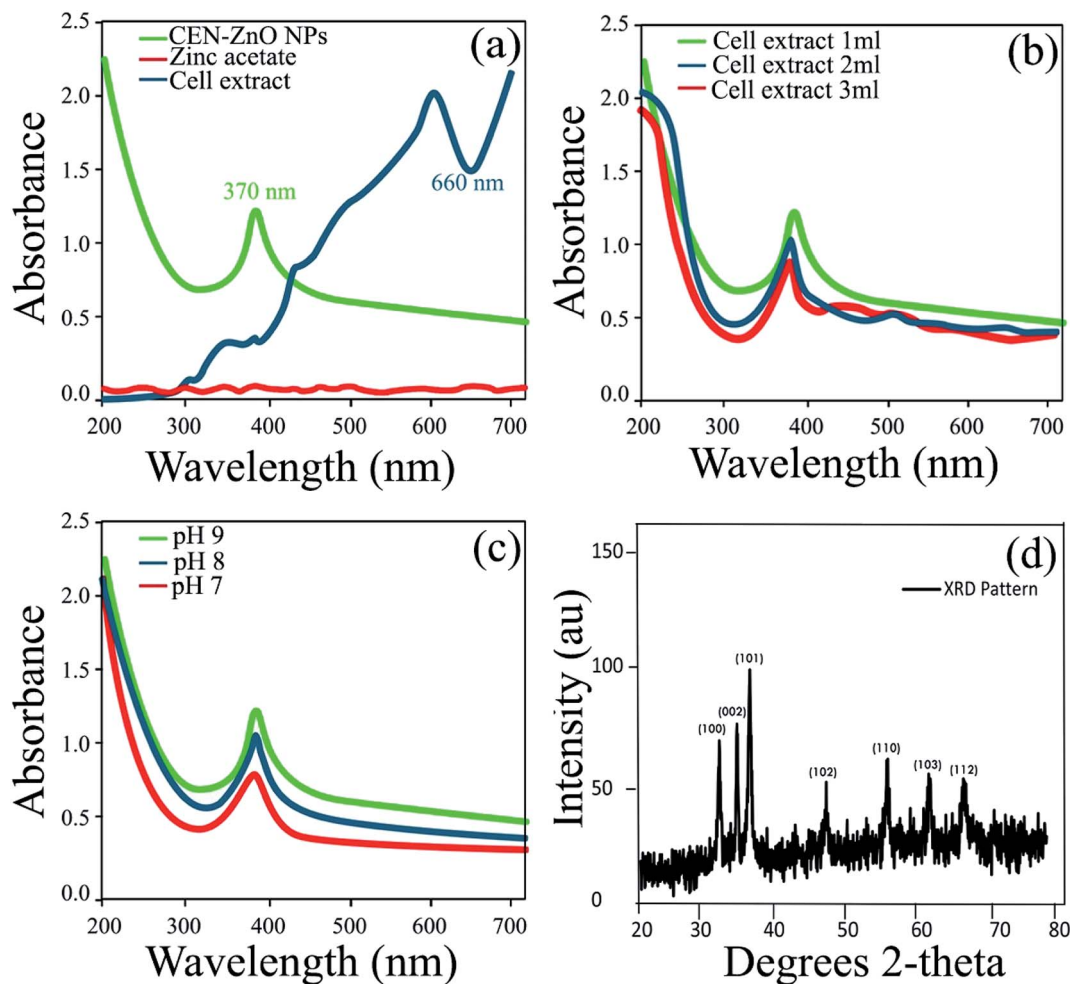 2.5
CEN-ZnO NPs
Zinc acetate
Cell extract
(a)
2.0
1.5
370 nm
660 nm
1.0
0.5
0.0
Absorbance
200 300 400 500 600 700
Wavelength (nm)
2.5
Cell extract 1ml
Cell extract 2ml
Cell extract 3ml
(b)
2.0
1.5
1.0
0.5
0.0
Absorbance
200 300 400 500 600 700
Wavelength (nm)
2.5
pH 9
pH 8
pH 7
(c)
2.0
1.5
1.0
0.5
0.0
Absorbance
200 300 400 500 600 700
Wavelength (nm)
150
(d)
XRD Pattern
100
50
0
Intensity (au)
(100)
(002)
(101)
(102)
(110)
(103)
(112)
20 30 40 50 60 70 80
Degrees 2-theta